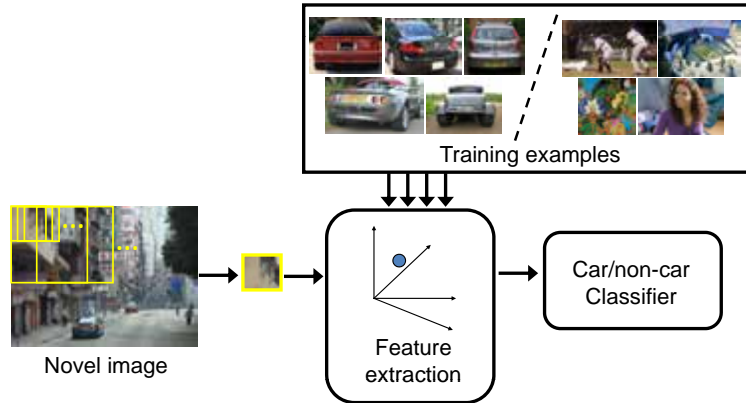 Training examples
Novel image
Feature
extraction
Car/non-car
Classifier